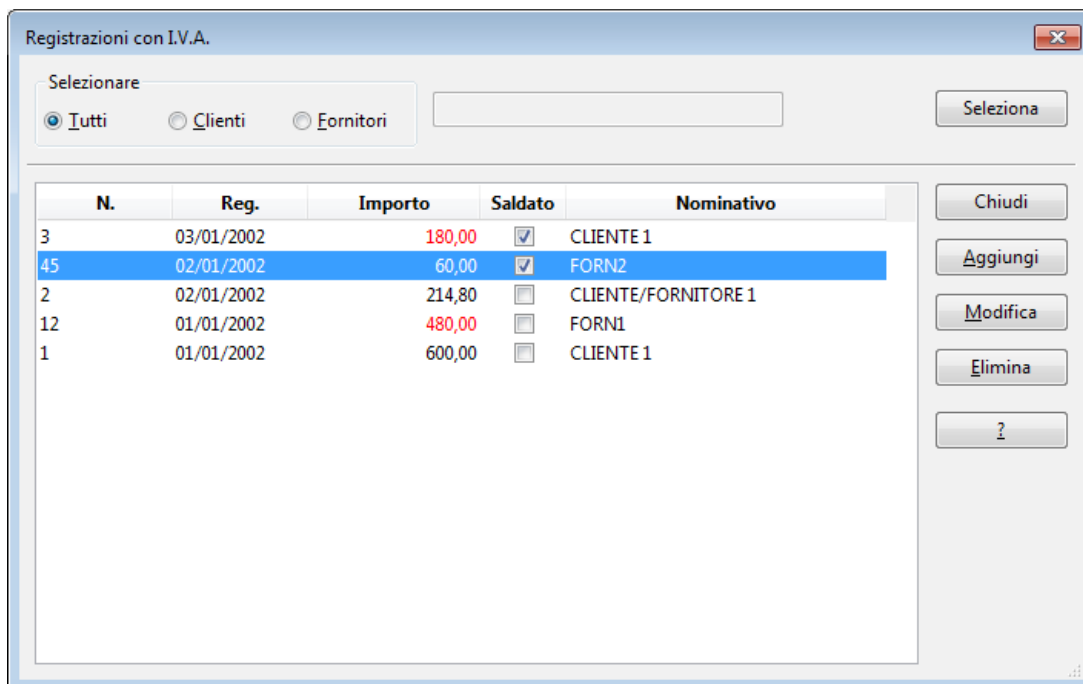 Registrazioni con I.V.A.
Selezionare
Tutti Clienti Fornitori Seleziona
N. Reg. Importo Saldato Nominativo Chiudi
3 03/01/2002 180,00 CLIENTE 1
45 02/01/2002 60,00 FORN2 Aggiungi
2 02/01/2002 214,80 CLIENTE/FORNITORE 1
12 01/01/2002 480,00 FORN1 Modifica
1 01/01/2002 600,00 CLIENTE 1
Elimina
?